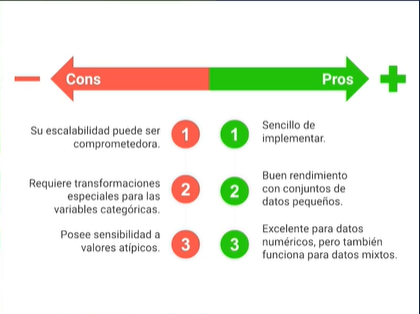 Cons
Pros
Su escalabilidad puede ser
comprometedora.
1
1
Sencillo de
implementar.
Requiere transformaciones
especiales para las
variables categóricas.
2
2
Buen rendimiento
con conjuntos de
datos pequeños.
Posee sensibilidad a
valores atípicos.
3
3
Excelente para datos
numéricos, pero también
funciona para datos mixtos.